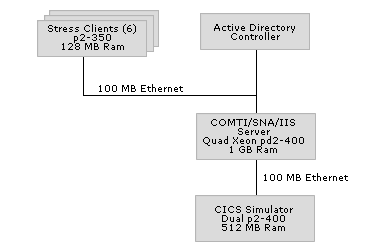 Stress Clients (6)
p2-350
128 MB Ram
Active Directory
Controller
100 MB Ethernet
COMTI/SNA/IIS
Server
Quad Xeon pd2-400
1 GB Ram
100 MB Ethernet
CICS Simulator
Dual p2-400
512 MB Ram